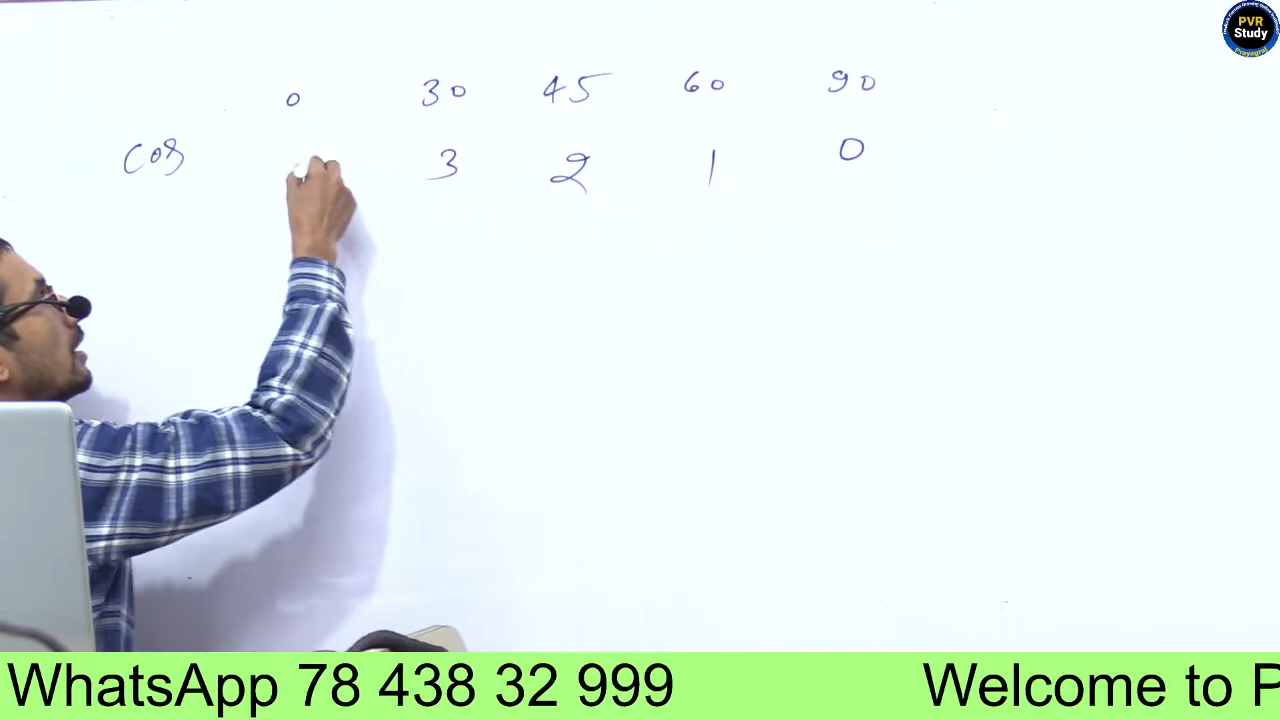 PVR
Study
Prayagraj
0 30 45 60 90
cos 3 2 1 0
WhatsApp 78 438 32 999 Welcome to P